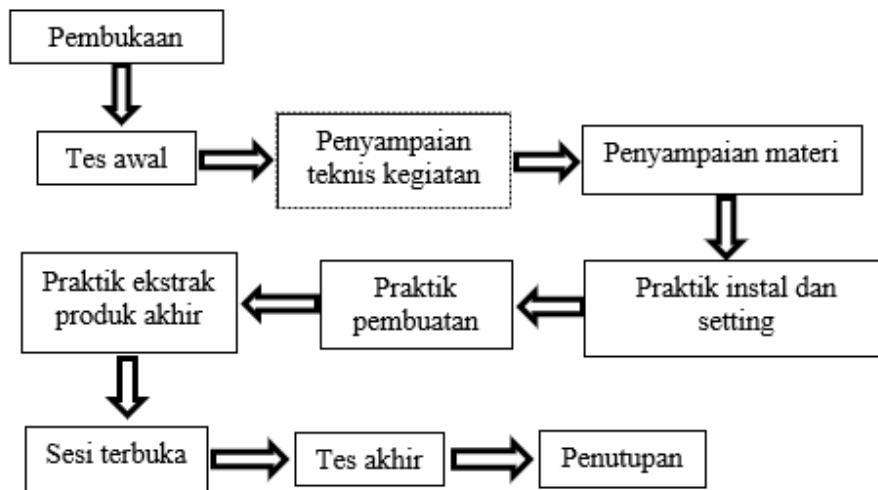 Pembukaan
Tes awal
Penyampaian
teknis kegiatan
Penyampaian materi
Praktik instal dan
setting
Praktik
pembuatan
Praktik ekstrak
produk akhir
Sesi terbuka
Tes akhir
Penutupan